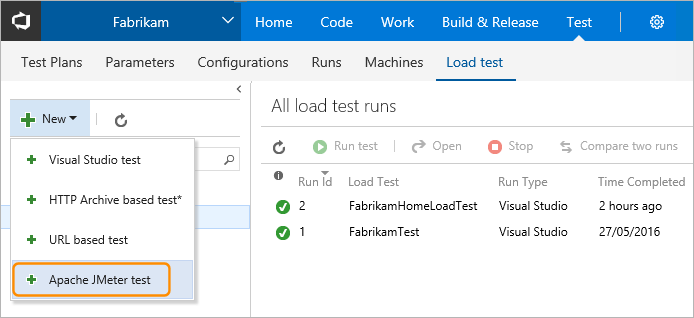 Fabrikam Home Code Work Build & Release Test
Test Plans Parameters Configurations Runs Machines Load test
New
Visual Studio test
HTTP Archive based test*
URL based test
Apache JMeter test
All load test runs
Run test Open Stop Compare two runs
Run Id Load Test Run Type Time Completed
2 FabrikamHomeLoadTest Visual Studio 2 hours ago
1 FabrikamTest Visual Studio 27/05/2016